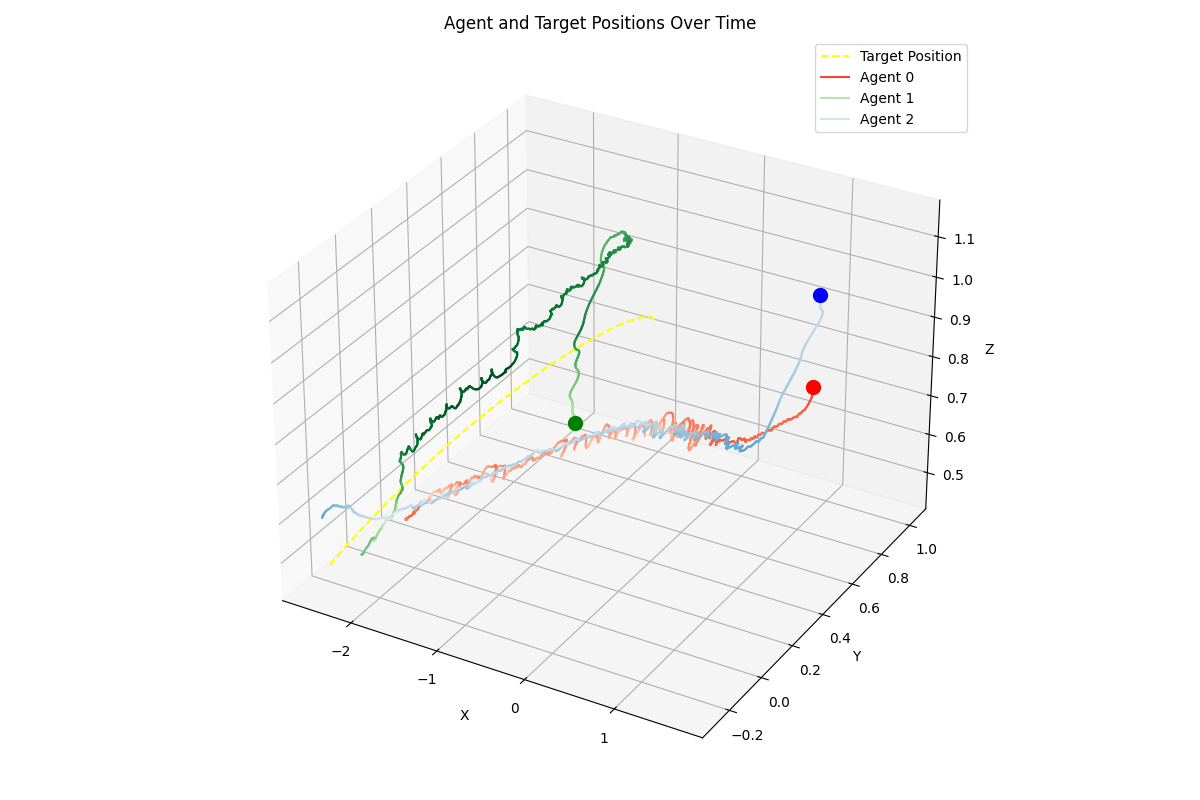 Agent and Target Positions Over Time
Target Position
Agent 0
Agent 1
Agent 2
1.1
1.0
0.9
0.8
0.7
0.6
0.5
Z
1.0
0.8
0.6
0.4
0.2
0.0
−0.2
Y
−2
−1
0
1
X